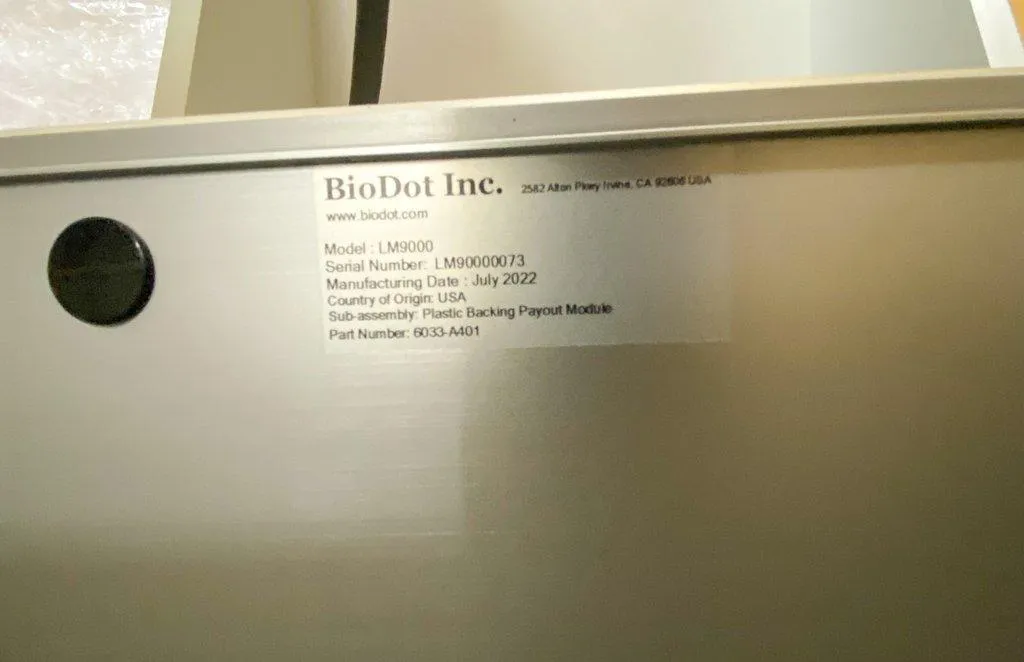 BioDot Inc. 2582 Alton Pkwy Irvine, CA 92606 USA
www.biodot.com
Model : LM9000
Serial Number: LM90000073
Manufacturing Date : July 2022
Country of Origin: USA
Sub-assembly: Plastic Backing Payout Module
Part Number: 6033-A401